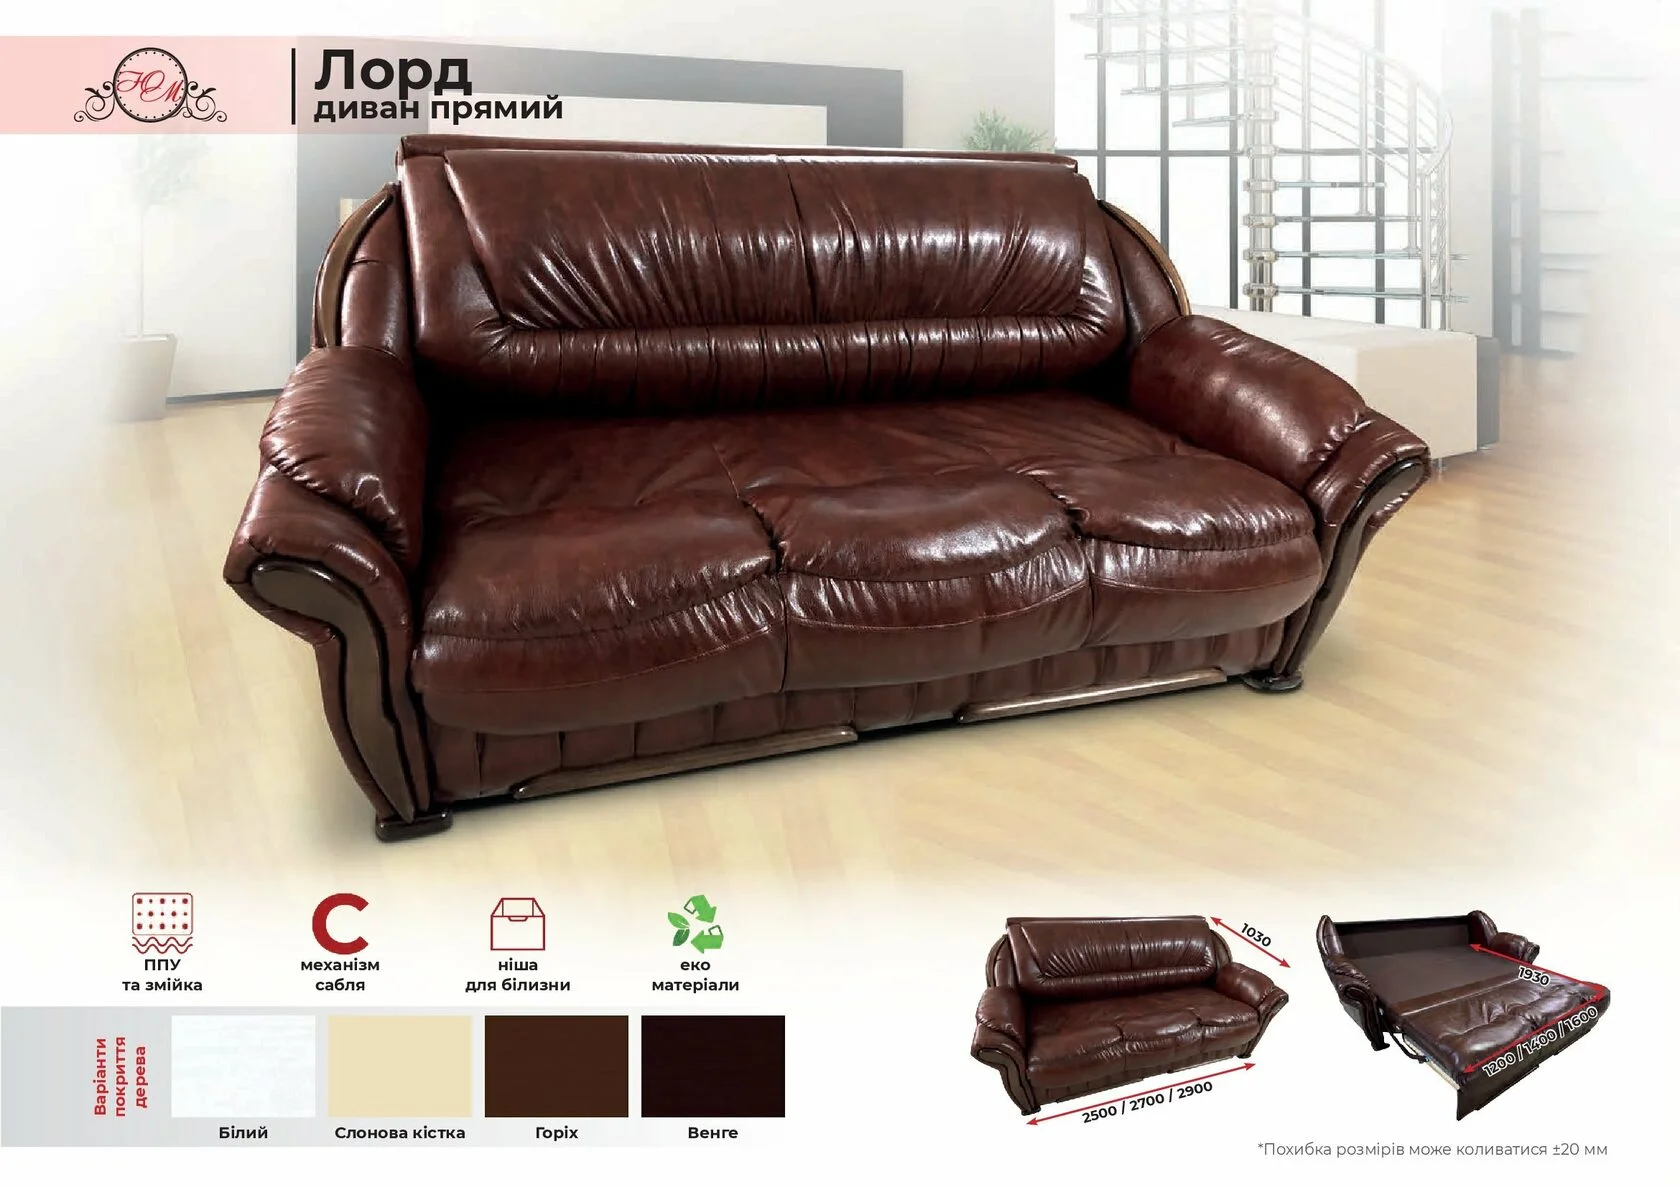 ЮМ
Лорд
диван прямий
ППУ
та змійка
механізм
сабля
ніша
для білизни
еко
матеріали
Варіанти
покриття
дерева
Білий
Слонова кістка
Горіх
Венге
1030
2500 / 2700 / 2900
1930
1200 / 1400 / 1600
*Похибка розмірів може коливатися ±20 мм